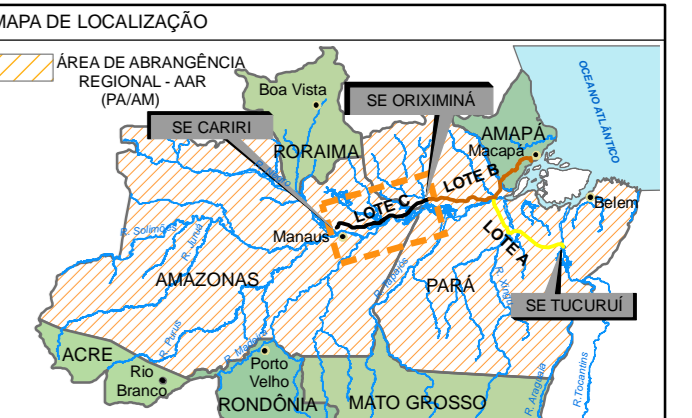 MAPA DE LOCALIZAÇÃO
ÁREA DE ABRANGÊNCIA
REGIONAL - AAR
(PA/AM)
Boa Vista
SE ORIXIMINÁ
OCEANO ATLÂNTICO
SE CARIRI
AMAPÁ
Macapá
RORAIMA
LOTE B
LOTE C
Belem
R. Solimões
R. Juruá
Manaus
LOTE A
AMAZONAS
R. Tapajós
PARÁ
R. Xingu
SE TUCURUÍ
R. Purus
R. Madeira
ACRE
Rio
Branco
Porto
Velho
RONDÔNIA
MATO GROSSO
R. Araguaia
R.Tocantins